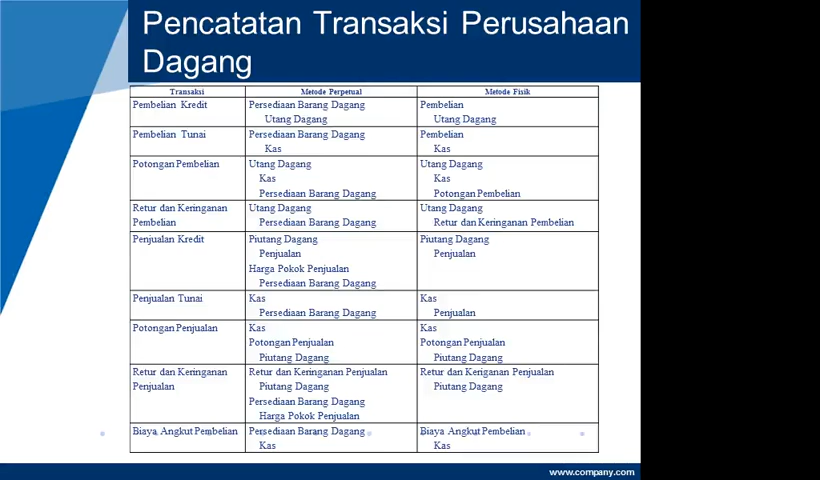 Pencatatan Transaksi Perusahaan
Dagang
Transaksi Metode Perpetual Metode Fisik
Pembelian Kredit Persediaan Barang Dagang Pembelian
Utang Dagang Utang Dagang
Pembelian Tunai Persediaan Barang Dagang Pembelian
Kas Kas
Potongan Pembelian Utang Dagang Utang Dagang
Kas Kas
Persediaan Barang Dagang Potongan Pembelian
Retur dan Keringanan Utang Dagang Utang Dagang
Pembelian Persediaan Barang Dagang Retur dan Keringanan Pembelian
Penjualan Kredit Piutang Dagang Piutang Dagang
Penjualan Penjualan
Harga Pokok Penjualan
Persediaan Barang Dagang
Penjualan Tunai Kas Kas
Persediaan Barang Dagang Penjualan
Potongan Penjualan Kas Kas
Potongan Penjualan Potongan Penjualan
Piutang Dagang Piutang Dagang
Retur dan Keringanan Retur dan Keringanan Penjualan Retur dan Keriganan Penjualan
Penjualan Piutang Dagang Piutang Dagang
Persediaan Barang Dagang
Harga Pokok Penjualan
Biaya Angkut Pembelian Persediaan Barang Dagang Biaya Angkut Pembelian
Kas Kas
www.company.com